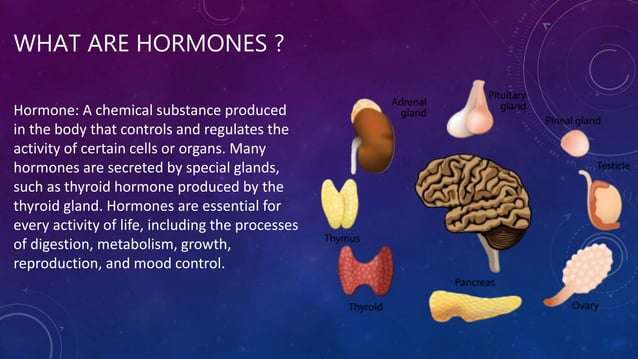 WHAT ARE HORMONES ?
Hormone: A chemical substance produced
in the body that controls and regulates the
activity of certain cells or organs. Many
hormones are secreted by special glands,
such as thyroid hormone produced by the
thyroid gland. Hormones are essential for
every activity of life, including the processes
of digestion, metabolism, growth,
reproduction, and mood control.
Adrenal
gland
Pituitary
gland
Pineal gland
Testicle
Thymus
Thyroid
Pancreas
Ovary